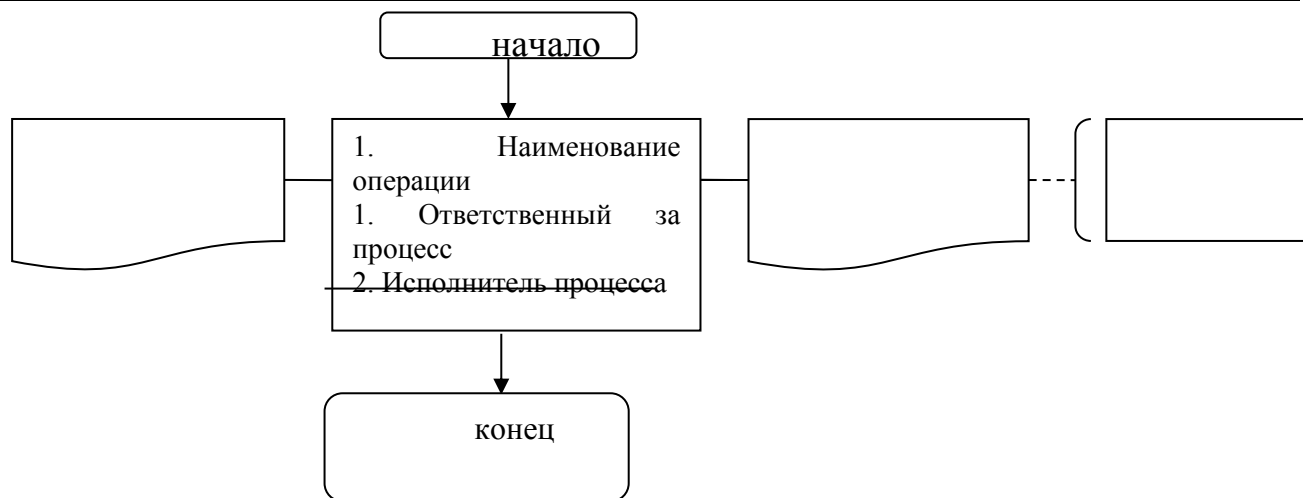 начало
1. Наименование
операции
1. Ответственный за
процесс
2. Исполнитель процесса
конец